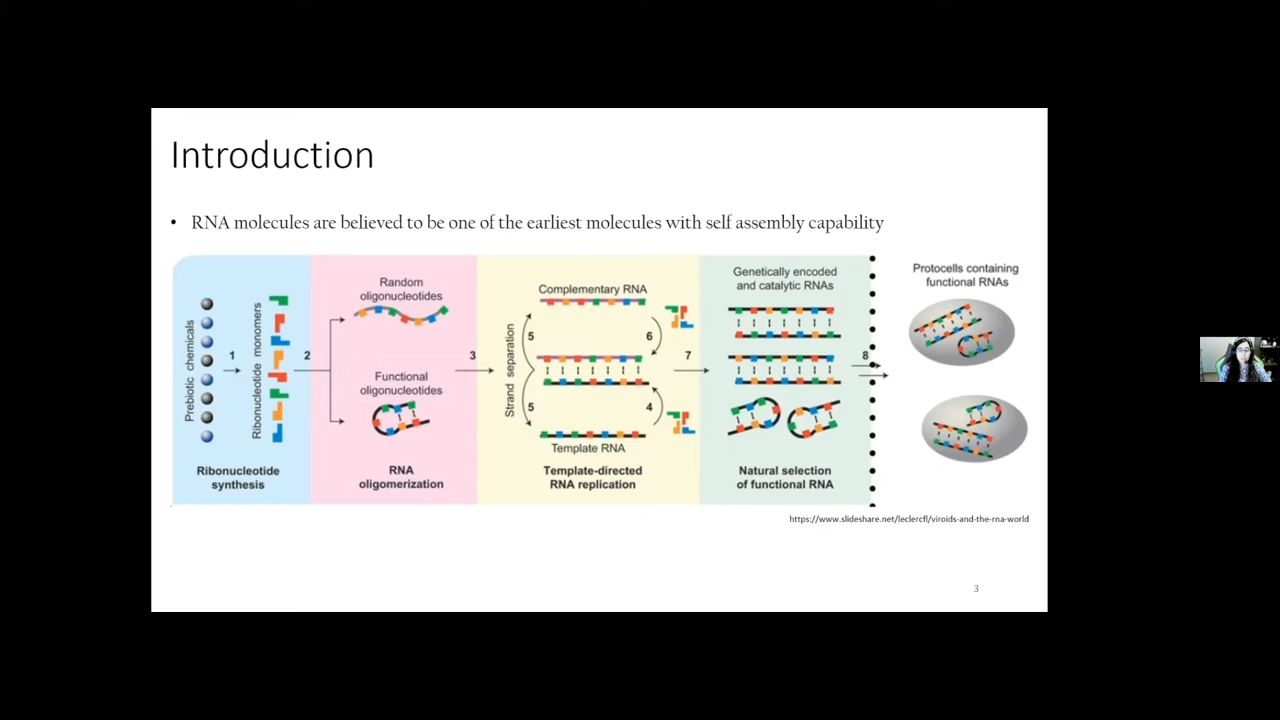 Introduction
• RNA molecules are believed to be one of the earliest molecules with self assembly capability
Prebiotic chemicals
1
Ribonucleotide monomers
2
Ribonucleotide
synthesis
Random
oligonucleotides
Functional
oligonucleotides
3
RNA
oligomerization
Complementary RNA
Strand separation
5
6
5
4
Template RNA
7
Template-directed
RNA replication
Genetically encoded
and catalytic RNAs
8
Natural selection
of functional RNA
Protocells containing
functional RNAs
https://www.slideshare.net/leclercfl/viroids-and-the-rna-world
3